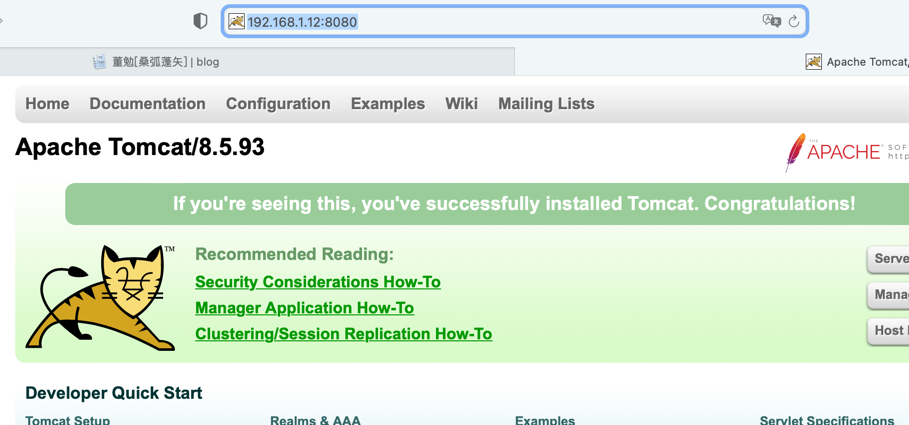 192.168.1.12:8080
董勉[桑弧蓬矢] | blog
Apache Tomcat
Home Documentation Configuration Examples Wiki Mailing Lists
Apache Tomcat/8.5.93
THE APACHE SOF
http
If you're seeing this, you've successfully installed Tomcat. Congratulations!
TM
Recommended Reading:
Security Considerations How-To
Manager Application How-To
Clustering/Session Replication How-To
Serve
Mana
Host
Developer Quick Start
Tomcat Setup Realms & AAA Examples Servlet Specifications